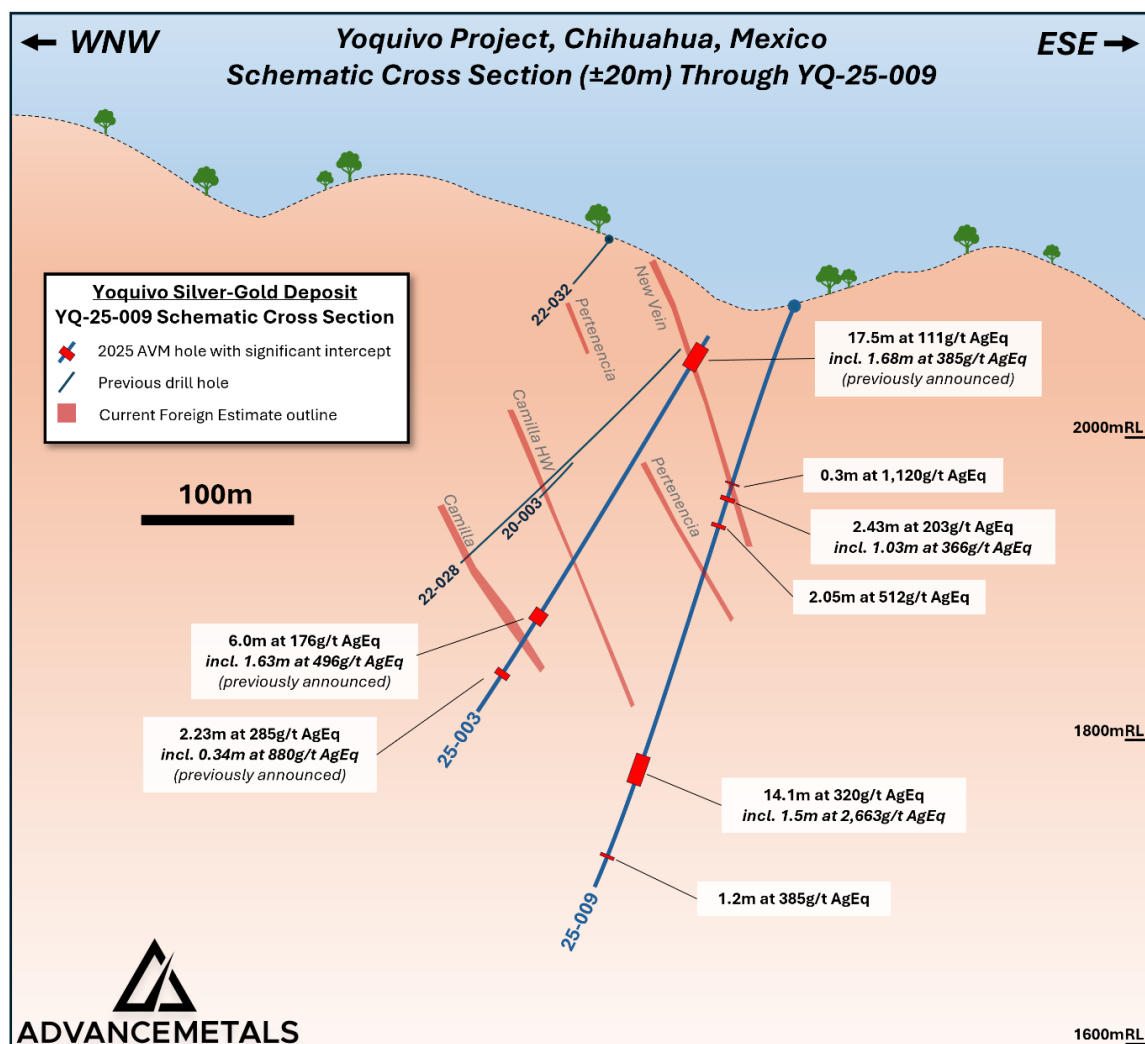 WNW
Yoquivo Project, Chihuahua, Mexico
Schematic Cross Section (±20m) Through YQ-25-009
ESE
Yoquivo Silver-Gold Deposit
YQ-25-009 Schematic Cross Section
2025 AVM hole with significant intercept
Previous drill hole
Current Foreign Estimate outline
100m
22-032
Pertenencia
New Vein
17.5m at 111g/t AgEq
incl. 1.68m at 385g/t AgEq
(previously announced)
2000mRL
Camilla HW
Pertenencia
0.3m at 1,120g/t AgEq
20-003
Camilla
2.43m at 203g/t AgEq
incl. 1.03m at 366g/t AgEq
22-028
2.05m at 512g/t AgEq
6.0m at 176g/t AgEq
incl. 1.63m at 496g/t AgEq
(previously announced)
25-003
2.23m at 285g/t AgEq
incl. 0.34m at 880g/t AgEq
(previously announced)
1800mRL
14.1m at 320g/t AgEq
incl. 1.5m at 2,663g/t AgEq
1.2m at 385g/t AgEq
25-009
ADVANCEMETALS
1600mRL